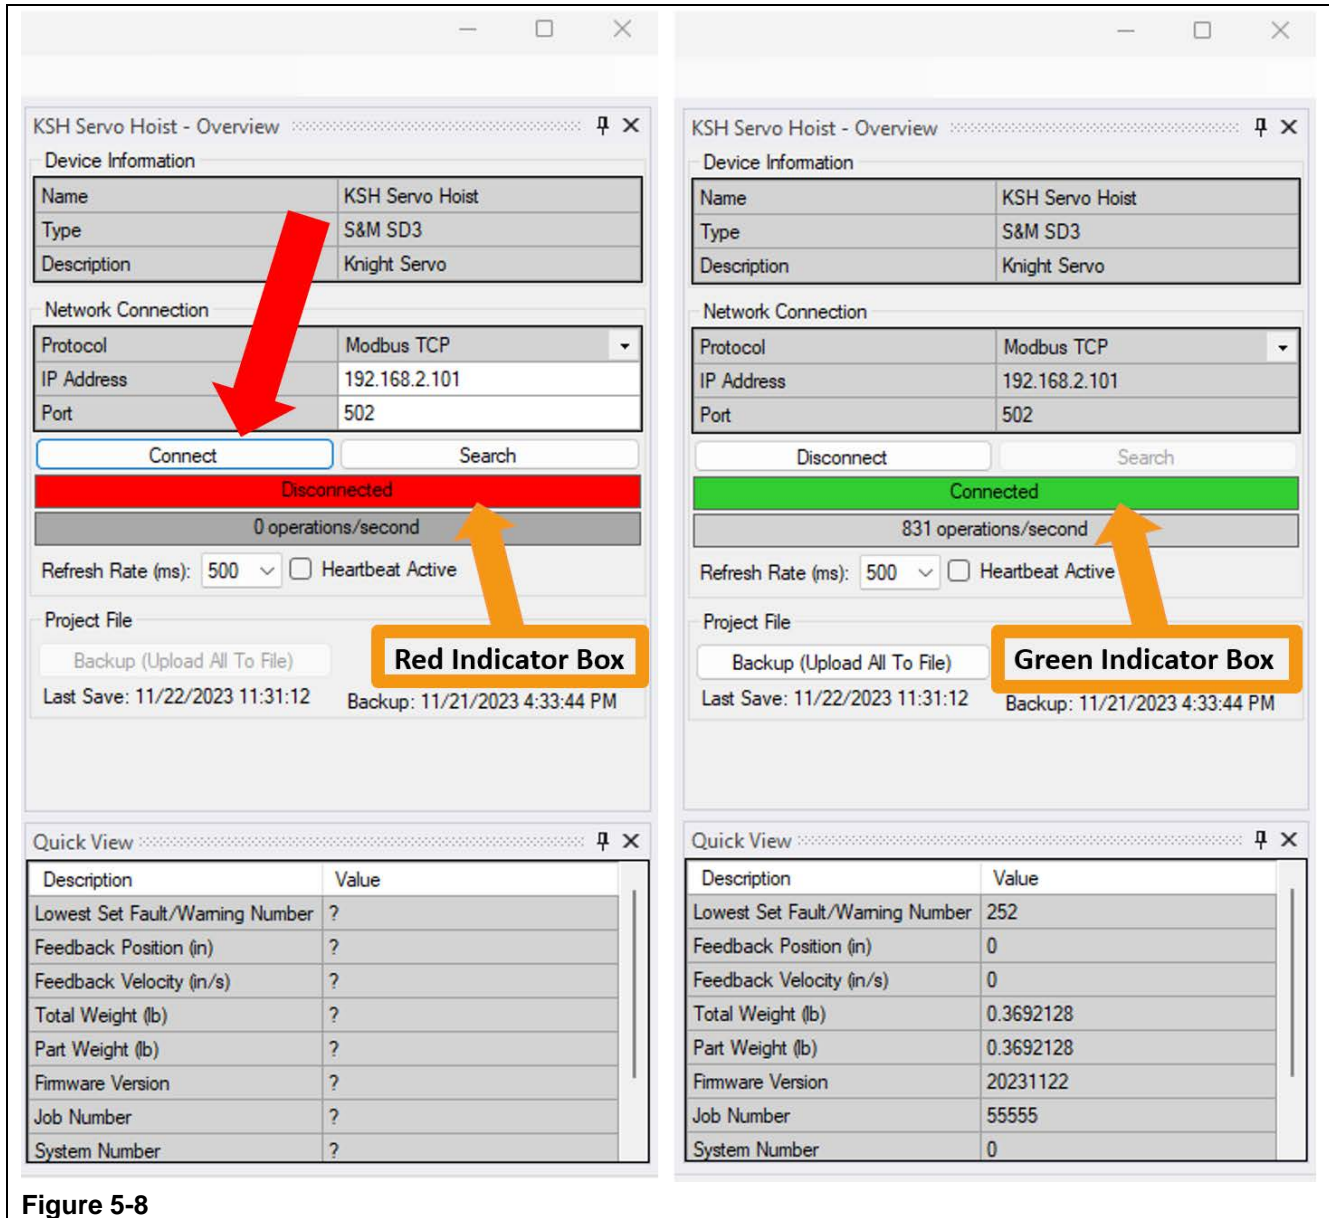 KSH Servo Hoist - Overview
Device Information
Name KSH Servo Hoist
Type S&M SD3
Description Knight Servo
Network Connection
Protocol Modbus TCP
IP Address 192.168.2.101
Port 502
Connect Search
Disconnected
0 operations/second
Refresh Rate (ms): 500 Heartbeat Active
Project File
Backup (Upload All To File)
Red Indicator Box
Last Save: 11/22/2023 11:31:12 Backup: 11/21/2023 4:33:44 PM
Quick View
Description Value
Lowest Set Fault/Warning Number ?
Feedback Position (in) ?
Feedback Velocity (in/s) ?
Total Weight (lb) ?
Part Weight (lb) ?
Firmware Version ?
Job Number ?
System Number ?
KSH Servo Hoist - Overview
Device Information
Name KSH Servo Hoist
Type S&M SD3
Description Knight Servo
Network Connection
Protocol Modbus TCP
IP Address 192.168.2.101
Port 502
Disconnect Search
Connected
831 operations/second
Refresh Rate (ms): 500 Heartbeat Active
Project File
Backup (Upload All To File)
Green Indicator Box
Last Save: 11/22/2023 11:31:12 Backup: 11/21/2023 4:33:44 PM
Quick View
Description Value
Lowest Set Fault/Warning Number 252
Feedback Position (in) 0
Feedback Velocity (in/s) 0
Total Weight (lb) 0.3692128
Part Weight (lb) 0.3692128
Firmware Version 20231122
Job Number 55555
System Number 0
Figure 5-8